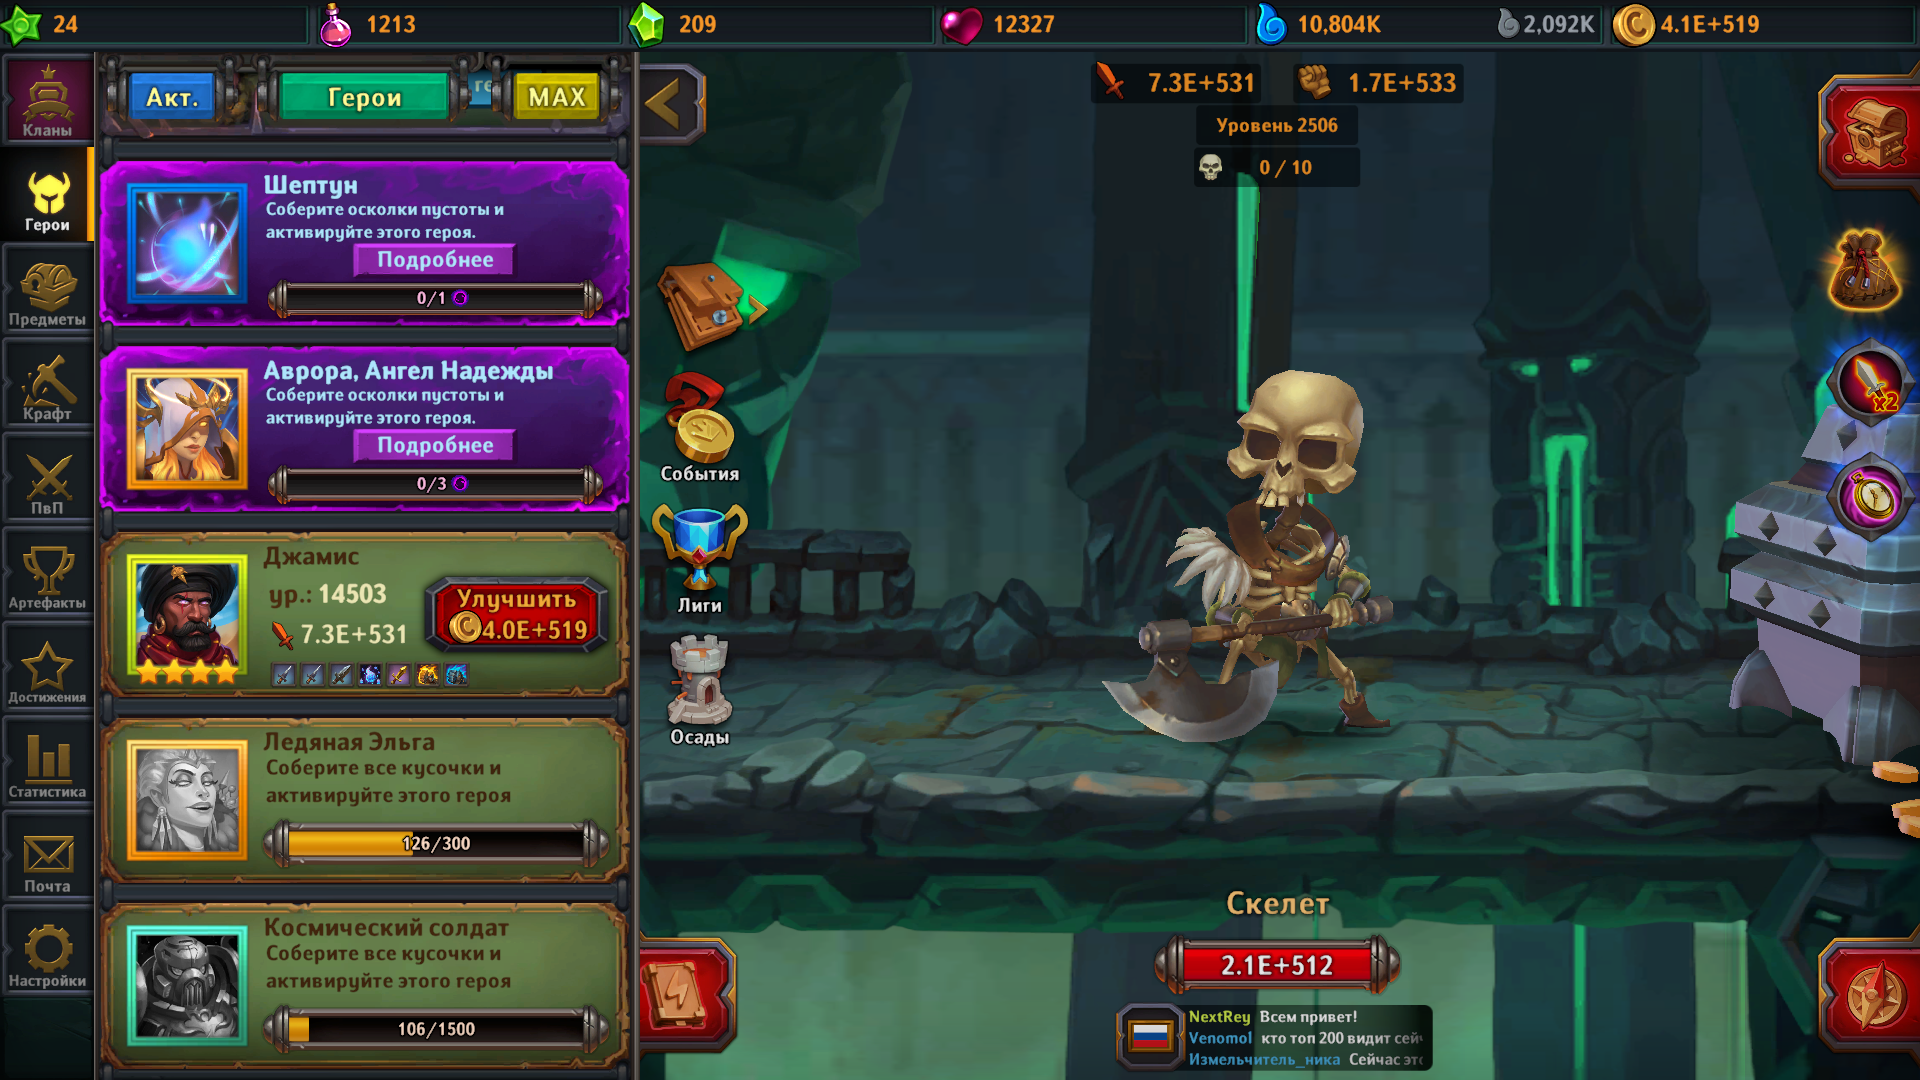 24
1213
209
12327
10,804K
2,092K
4.1E+519
Кланы
Герои
Предметы
Крафт
ПвП
Артефакты
Достижения
Статистика
Почта
Настройки
Акт.
Герои
MAX
Шептун
Соберите осколки пустоты и
активируйте этого героя.
Подробнее
0/1
Аврора, Ангел Надежды
Соберите осколки пустоты и
активируйте этого героя.
Подробнее
0/3
Джамис
ур.: 14503
7.3E+531
Улучшить
4.0E+519
Ледяная Эльга
Соберите все кусочки и
активируйте этого героя
126/300
Космический солдат
Соберите все кусочки и
активируйте этого героя
106/1500
События
Лиги
Осады
7.3E+531
1.7E+533
Уровень 2506
0 / 10
x2
Скелет
2.1E+512
NextRey Всем привет!
Venomol кто топ 200 видит
Измельчитель_ника Сейчас